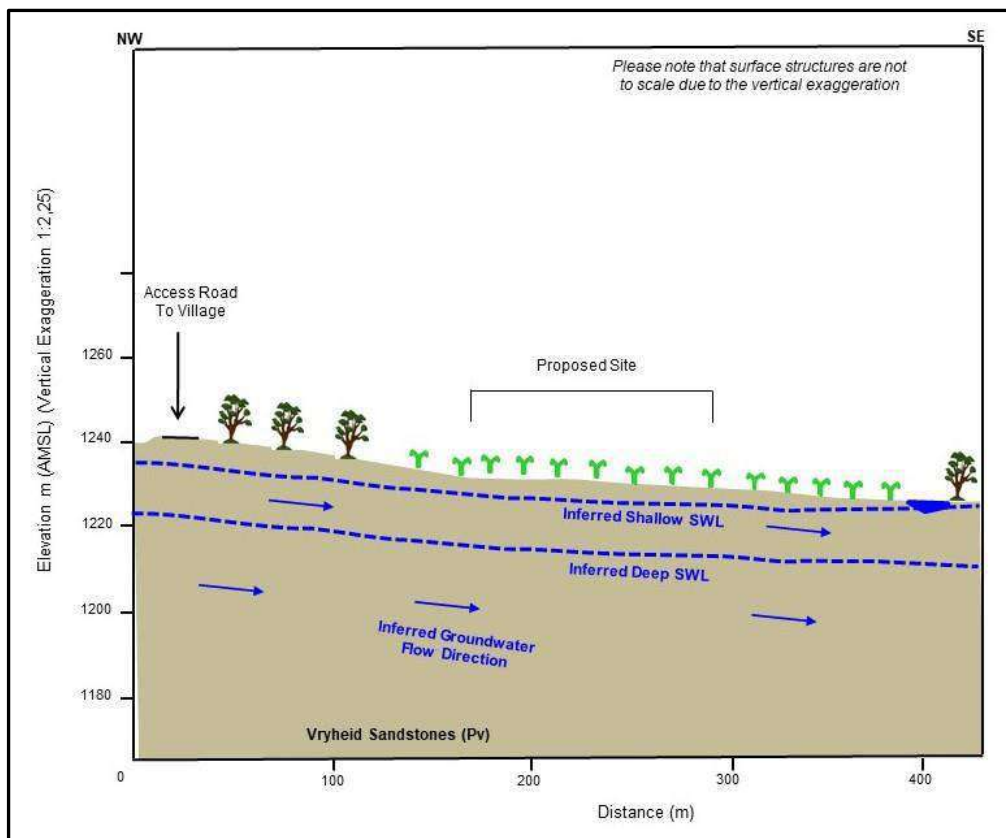 NW
SE
Please note that surface structures are not
to scale due to the vertical exaggeration
Elevation m (AMSL) (Vertical Exaggeration 1:2,25)
Access Road
To Village
1260
Proposed Site
1240
1220
Inferred Shallow SWL
Inferred Deep SWL
1200
Inferred Groundwater
Flow Direction
1180
Vryheid Sandstones (Pv)
0
100
200
300
400
Distance (m)